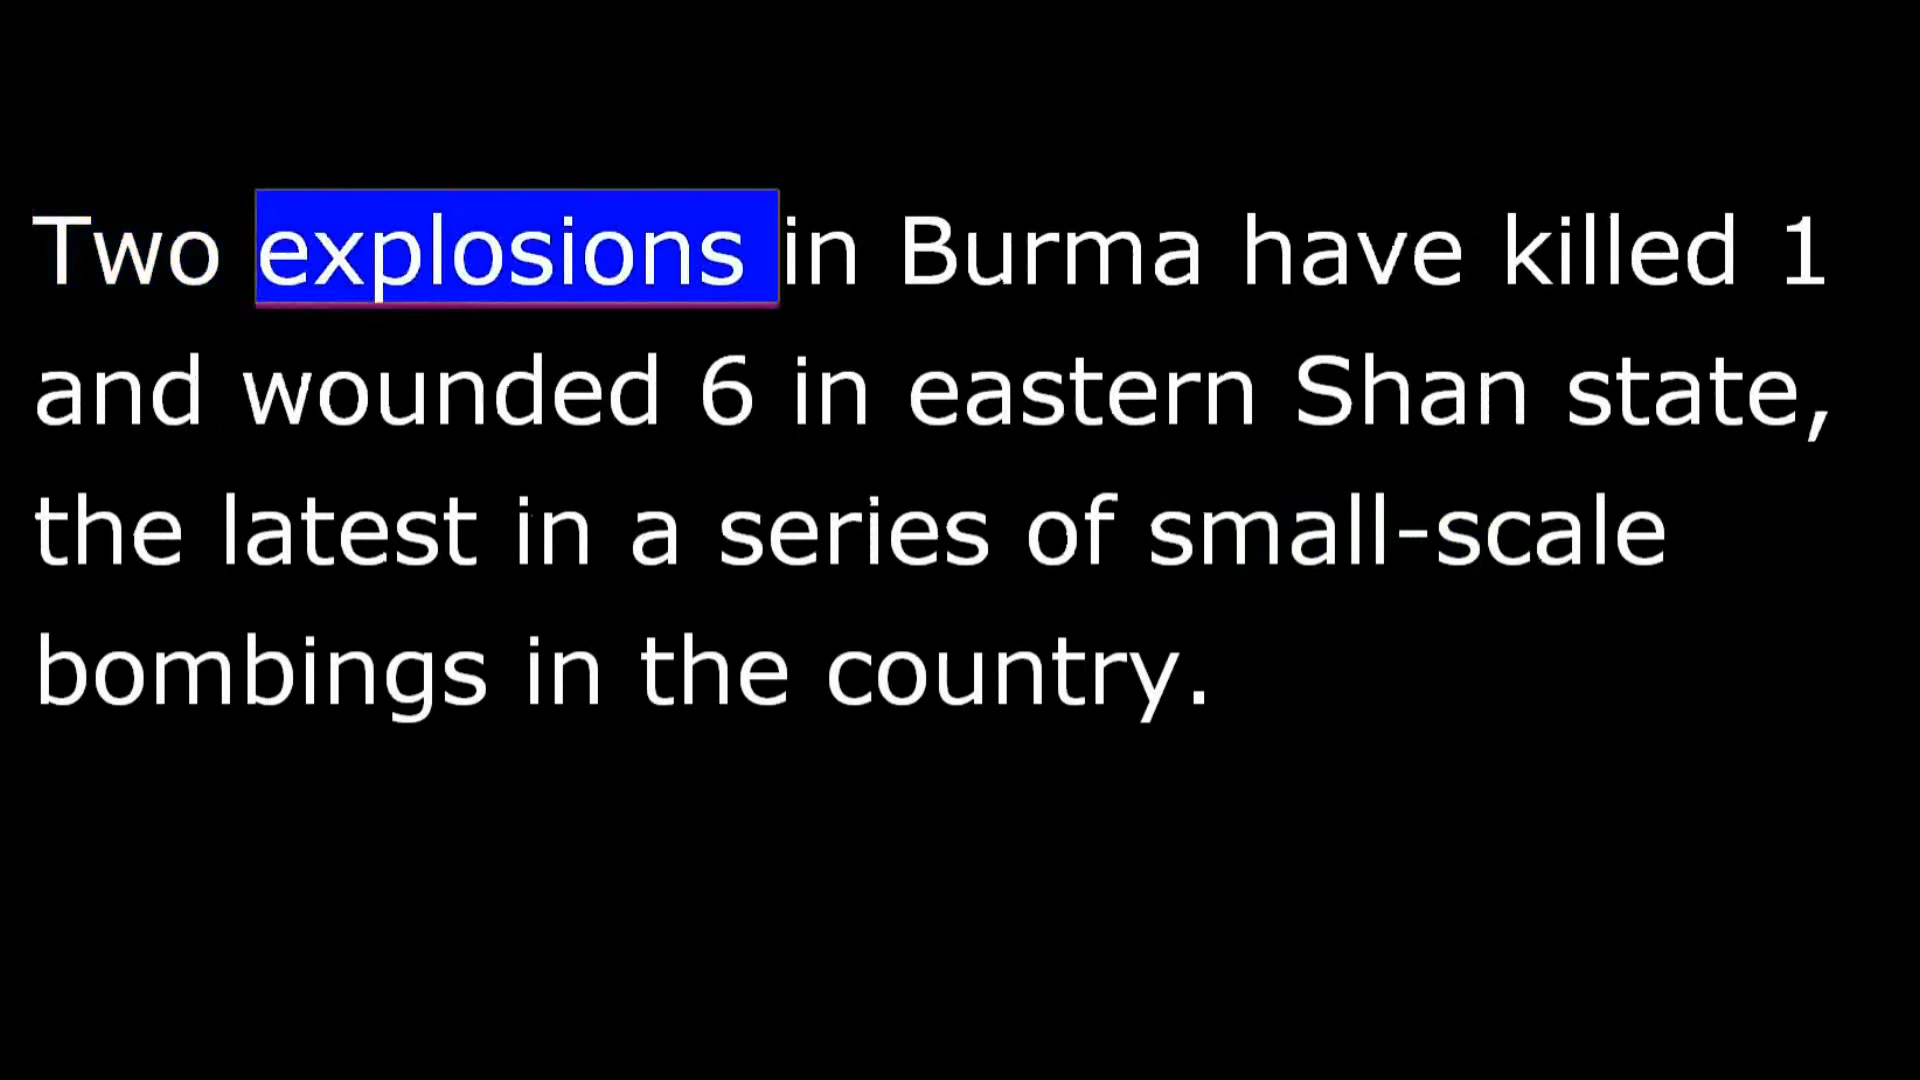 Two explosions in Burma have killed 1
and wounded 6 in eastern Shan state,
the latest in a series of small-scale
bombings in the country.